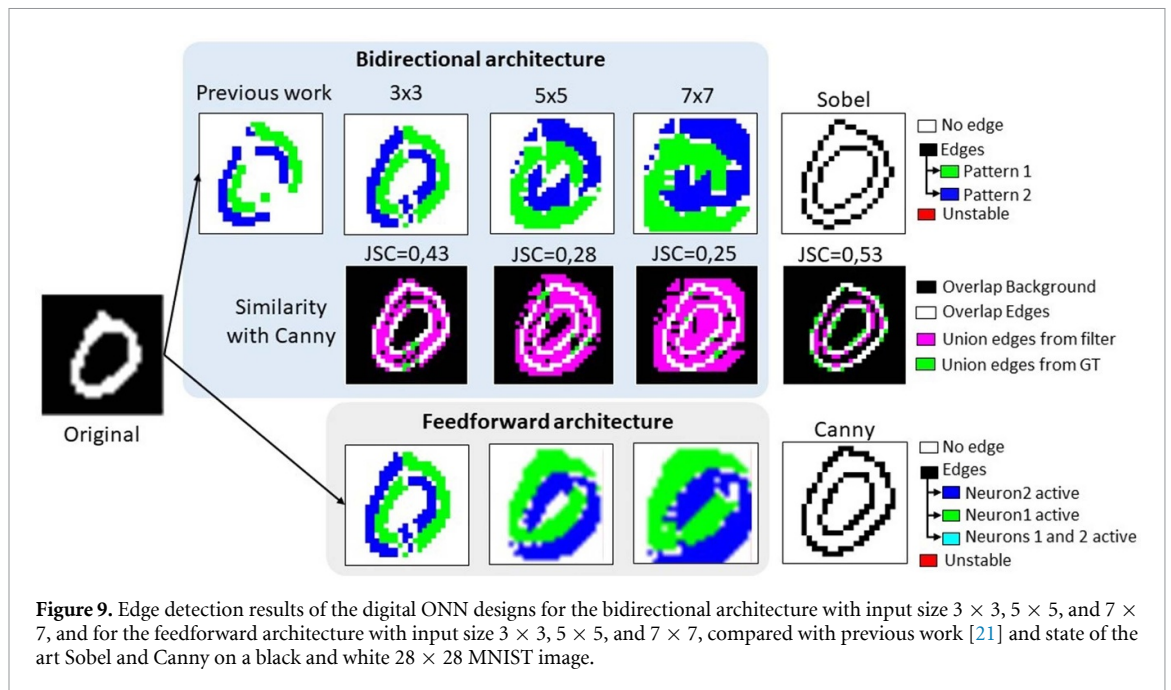 Bidirectional architecture
Previous work
3x3
5x5
7x7
Sobel
No edge
Edges
Pattern 1
Pattern 2
Unstable
JSC=0,43
JSC=0,28
JSC=0,25
JSC=0,53
Similarity
with Canny
Overlap Background
Overlap Edges
Union edges from filter
Union edges from GT
Original
Feedforward architecture
Canny
No edge
Edges
Neuron2 active
Neuron1 active
Neurons 1 and 2 active
Unstable
Figure 9. Edge detection results of the digital ONN designs for the bidirectional architecture with input size 3 × 3, 5 × 5, and 7 ×
7, and for the feedforward architecture with input size 3 × 3, 5 × 5, and 7 × 7, compared with previous work [21] and state of the
art Sobel and Canny on a black and white 28 × 28 MNIST image.